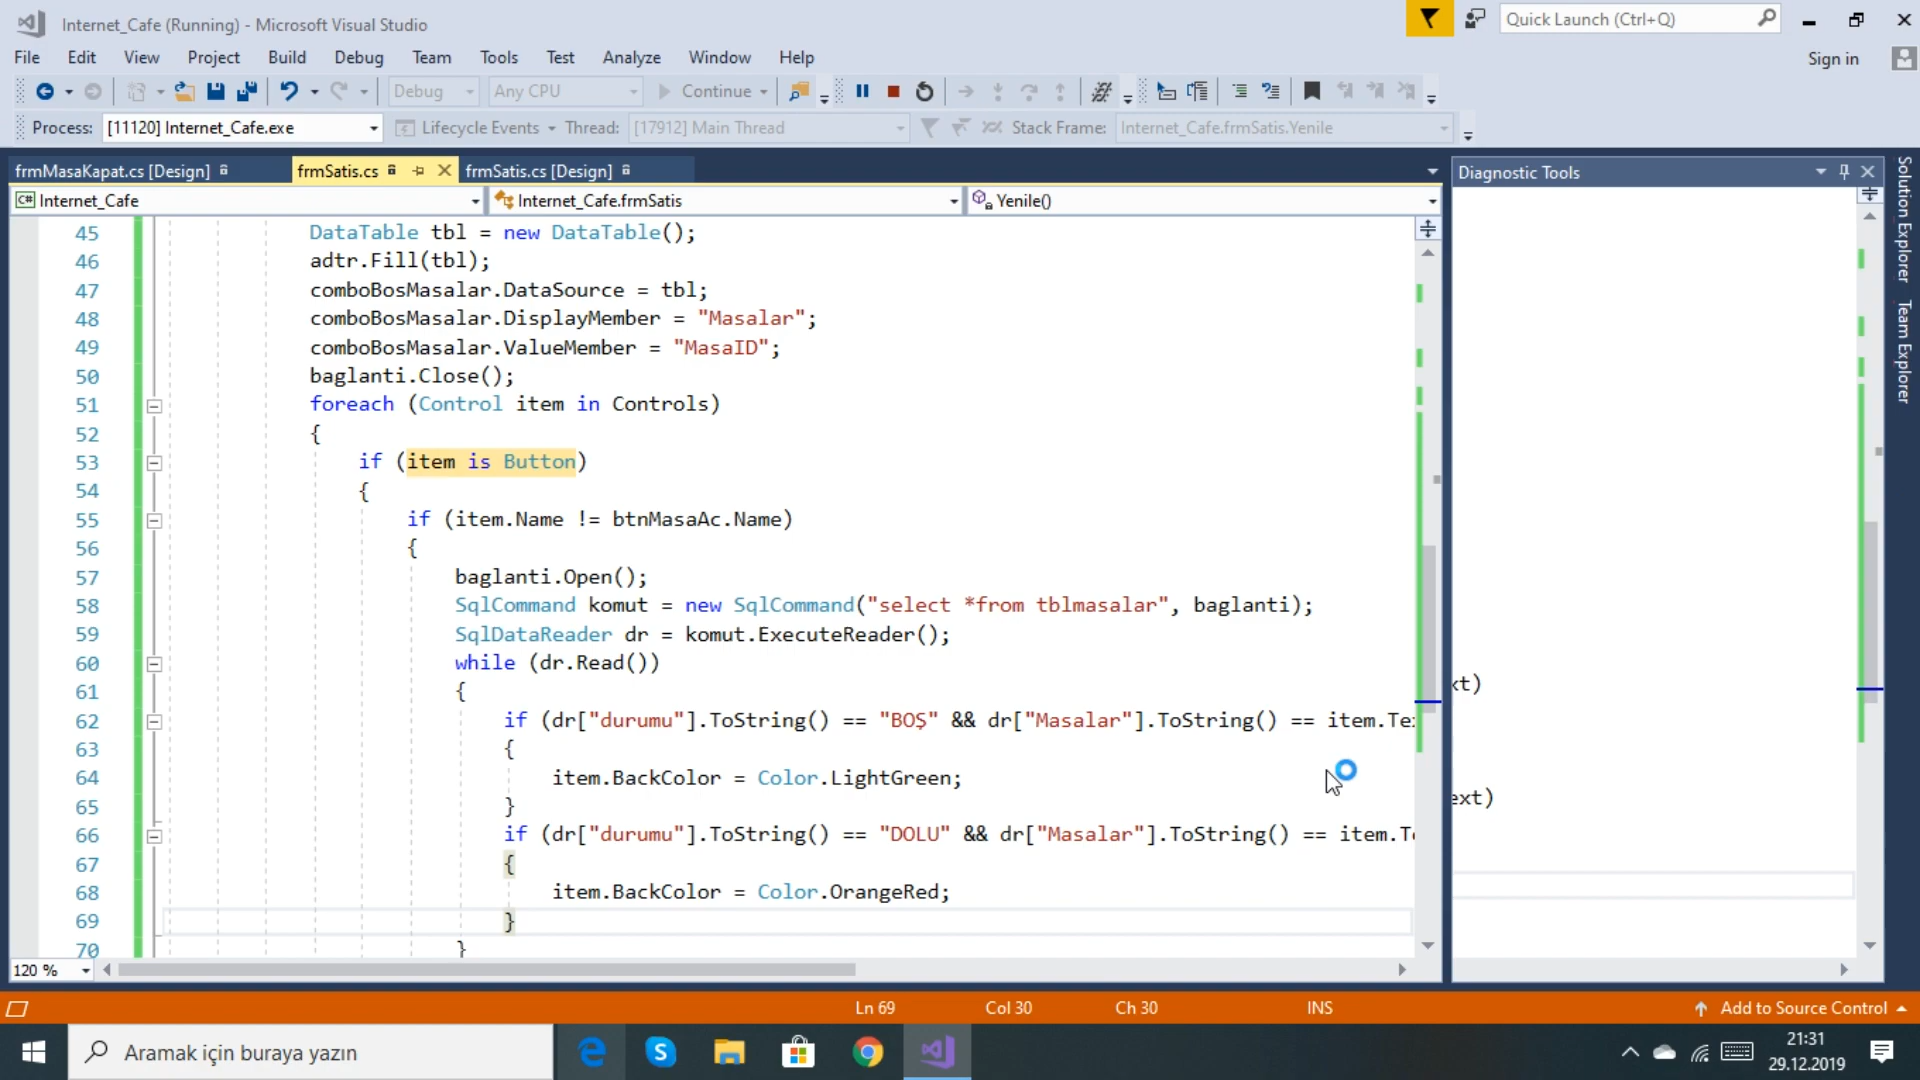 Internet_Cafe (Running) - Microsoft Visual Studio
Quick Launch (Ctrl+Q)
File Edit View Project Build Debug Team Tools Test Analyze Window Help
Sign in
Debug Any CPU Continue
Process: [11120] Internet_Cafe.exe Lifecycle Events Thread: [17912] Main Thread Stack Frame: Internet_Cafe.frmSatis.Yenile
frmMasaKapat.cs [Design] frmSatis.cs frmSatis.cs [Design]
Diagnostic Tools
Internet_Cafe Internet_Cafe.frmSatis Yenile()
45 DataTable tbl = new DataTable();
46 adtr.Fill(tbl);
47 comboBosMasalar.DataSource = tbl;
48 comboBosMasalar.DisplayMember = "Masalar";
49 comboBosMasalar.ValueMember = "MasaID";
50 baglanti.Close();
51 foreach (Control item in Controls)
52 {
53 if (item is Button)
54 {
55 if (item.Name != btnMasaAc.Name)
56 {
57 baglanti.Open();
58 SqlCommand komut = new SqlCommand("select *from tblmasalar", baglanti);
59 SqlDataReader dr = komut.ExecuteReader();
60 while (dr.Read())
61 {
62 if (dr["durumu"].ToString() == "BOŞ" && dr["Masalar"].ToString() == item.Te
63 {
64 item.BackColor = Color.LightGreen;
65 }
66 if (dr["durumu"].ToString() == "DOLU" && dr["Masalar"].ToString() == item.T
67 {
68 item.BackColor = Color.OrangeRed;
69 }
70 }
xt)
ext)
Solution Explorer
Team Explorer
120 %
Ln 69 Col 30 Ch 30 INS Add to Source Control
Aramak için buraya yazın
21:31
29.12.2019